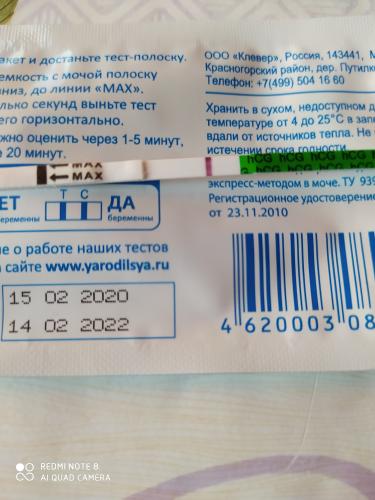 акет и достаньте тест-полоску.
емкость с мочой полоску
низ, до линии «MAX».
лько секунд выньте тест
его горизонтально.
жно оценить через 1-5 минут,
е 20 минут.
ООО «Клевер», Россия, 143441, М
Красногорский район, дер. Путилк
Телефон: +7(499) 504 16 60
Хранить в сухом, недоступном д
температуре от 4 до 25°С в запе
вдали от источников тепла. Не
истечении срока годности
MAX
MAX
hCG hCG hCG hCG hCG
экспресс-методом в моче. ТУ 939
Регистрационное удостоверение
от 23.11.2010
ЕТ
еременны
T C
ДА
беременны
е о работе наших тестов
а сайте www.yarodilsya.ru
15 02 2020
14 02 2022
4 620003 08
REDMI NOTE 8
AI QUAD CAMERA